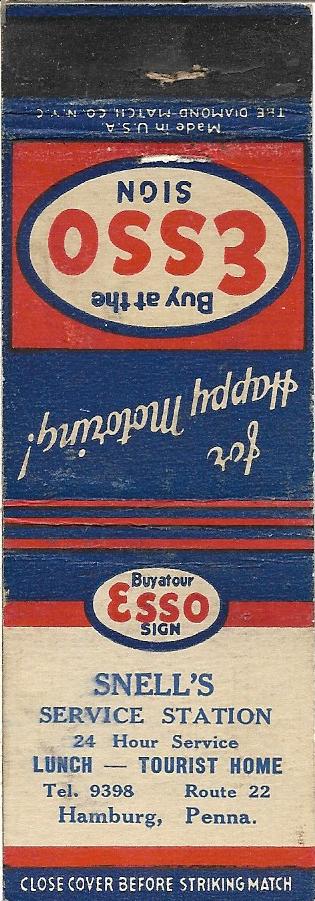 THE DIAMOND MATCH CO. N.Y.C.
Made in U.S.A.
for
Happy Motoring!
Buy at the
ESSO
SIGN
Buy at our
Esso
SIGN
SNELL'S
SERVICE STATION
24 Hour Service
LUNCH — TOURIST HOME
Tel. 9398 Route 22
Hamburg, Penna.
CLOSE COVER BEFORE STRIKING MATCH